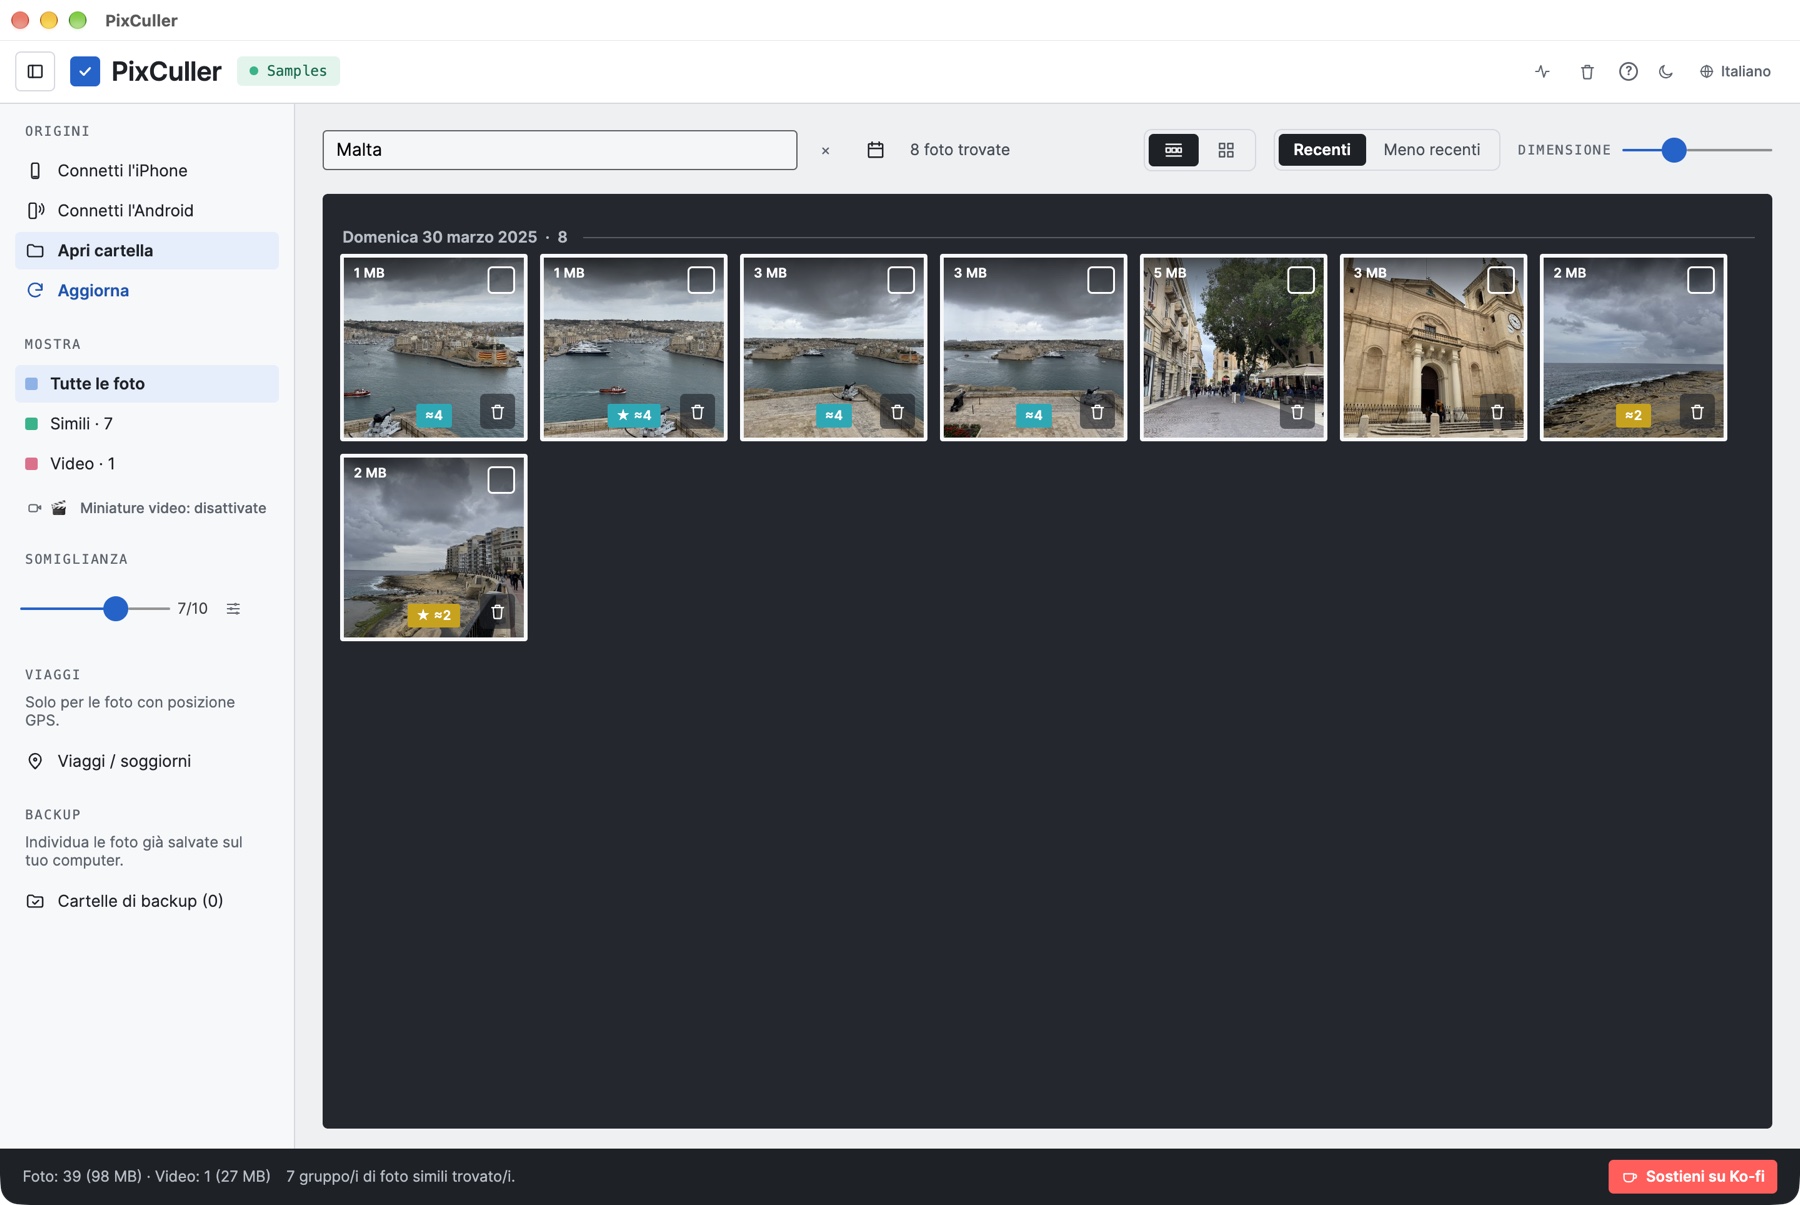 PixCuller
PixCuller
Samples
Italiano
ORIGINI
Connetti l'iPhone
Connetti l'Android
Apri cartella
Aggiorna
MOSTRA
Tutte le foto
Simili · 7
Video · 1
Miniature video: disattivate
SOMIGLIANZA
7/10
VIAGGI
Solo per le foto con posizione
GPS.
Viaggi / soggiorni
BACKUP
Individua le foto già salvate sul
tuo computer.
Cartelle di backup (0)
Malta
×
8 foto trovate
Recenti
Meno recenti
DIMENSIONE
Domenica 30 marzo 2025 · 8
1 MB
≈4
1 MB
★ ≈4
3 MB
≈4
3 MB
≈4
5 MB
3 MB
2 MB
≈2
2 MB
★ ≈2
Foto: 39 (98 MB) · Video: 1 (27 MB) 7 gruppo/i di foto simili trovato/i.
Sostieni su Ko-fi